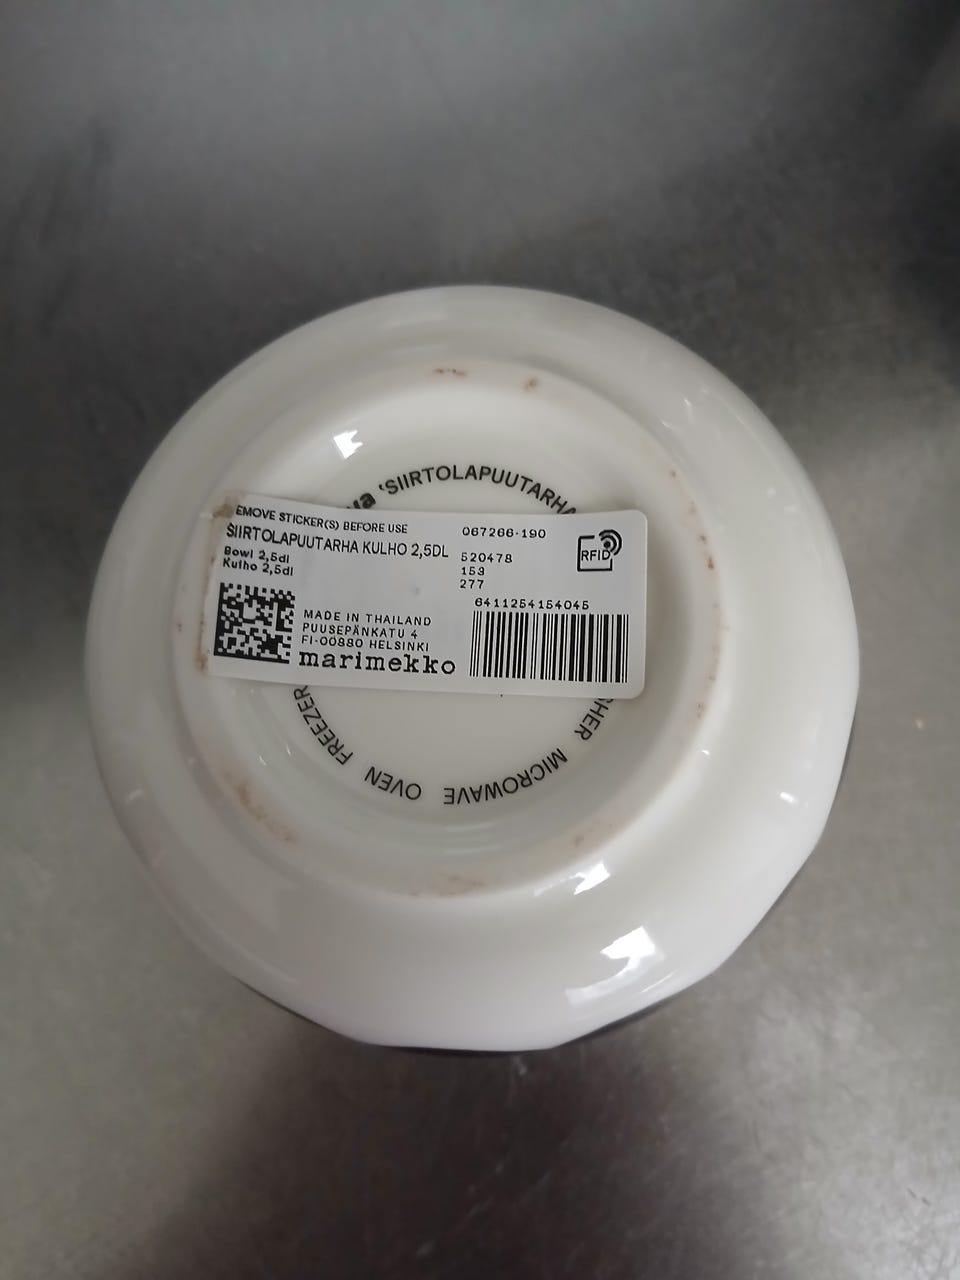 'SIIRTOLAPUUTARHA
EMOVE STICKER(S) BEFORE USE
SIIRTOLAPUUTARHA KULHO 2,5DL
Bowl 2,5dl
Kulho 2,5dl
067266-190
520478
153
277
RFID
6411254154045
MADE IN THAILAND
PUUSEPÄNKATU 4
FI-00880 HELSINKI
marimekko
MICROWAVE OVEN FREEZER